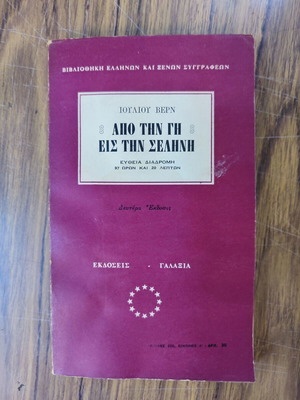 ΒΙΒΛΙΟΘΗΚΗ ΕΛΛΗΝΩΝ ΚΑΙ ΞΕΝΩΝ ΣΥΓΓΡΑΦΕΩΝ
ΙΟΥΛΙΟΥ ΒΕΡΝ
ΑΠΟ ΤΗΝ ΓΗ
ΕΙΣ ΤΗΝ ΣΕΛΗΝΗ
ΕΥΘΕΙΑ ΔΙΑΔΡΟΜΗ
97 ΩΡΩΝ ΚΑΙ 20 ΛΕΠΤΩΝ
Δευτέρα Ἔκδοσις
ΕΚΔΟΣΕΙΣ - ΓΑΛΑΞΙΑ